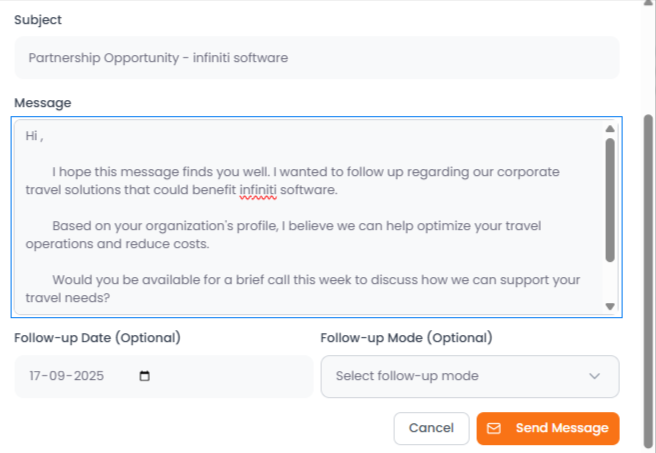 Subject
Partnership Opportunity - infiniti software
Message
Hi ,
I hope this message finds you well. I wanted to follow up regarding our corporate
travel solutions that could benefit infiniti software.
Based on your organization's profile, I believe we can help optimize your travel
operations and reduce costs.
Would you be available for a brief call this week to discuss how we can support your
travel needs?
Follow-up Date (Optional)
Follow-up Mode (Optional)
17-09-2025
Select follow-up mode
Cancel
Send Message